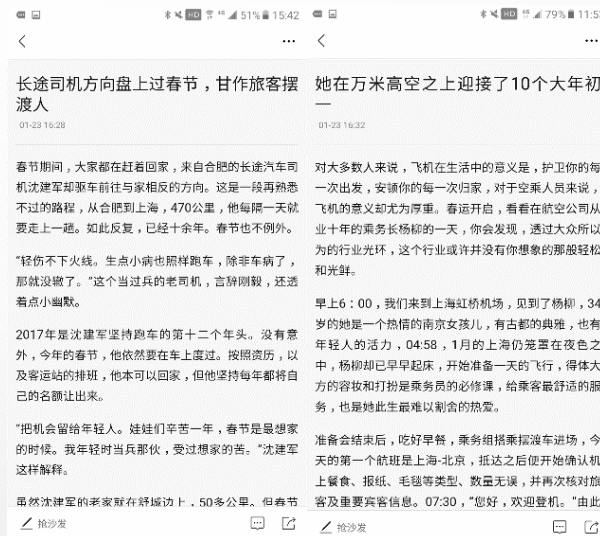 51% 15:42
长途司机方向盘上过春节，甘作旅客摆
渡人
01-23 16:28
春节期间，大家都在赶着回家，来自合肥的长途汽车司
机沈建军却驱车前往与家相反的方向。这是一段再熟悉
不过的路程，从合肥到上海，470公里，他每隔一天就
要走上一趟。如此反复，已经十余年。春节也不例外。
“轻伤不下火线。生点小病也照样跑车，除非车病了，
那就没辙了。”这个当过兵的老司机，言辞刚毅，还透
着点小幽默。
2017年是沈建军坚持跑车的第十二个年头。没有意
外，今年的春节，他依然要在车上度过。按照资历，以
及客运站的排班，他本可以回家，但他坚持每年都将自
己的名额让出来。
“把机会留给年轻人。娃娃们辛苦一年，春节是最想家
的时候。我年轻时当兵那伙，受过想家的苦。”沈建军
这样解释。
虽然沈建军的老家就在舒城边上，50多公里。但春节
抢沙发
HD 4G 79% 11:53
她在万米高空之上迎接了10个大年初
一
01-23 16:32
对大多数人来说，飞机在生活中的意义是，护卫你的每
一次出发，安顿你的每一次归家，对于空乘人员来说，
飞机的意义却尤为厚重。春运开启，看看在航空公司从
业十年的乘务长杨柳的一天，你会发现，透过大众所以
为的行业光环，这个行业或许并没有你想象的那般轻松
和光鲜。
早上6：00，我们来到上海虹桥机场，见到了杨柳，34
岁的她是一个热情的南京女孩儿，有古都的典雅，也有
年轻人的活力，04:58，1月的上海仍笼罩在夜色之
中，杨柳却已早早起床，开始准备一天的飞行，得体大
方的容妆和打扮是乘务员的必修课，给乘客最舒适的服
务，也是她此生最难以割舍的热爱。
准备会结束后，吃好早餐，乘务组搭乘摆渡车进场，今
天的第一个航班是上海-北京，抵达之后便开始确认机
上餐食、报纸、毛毯等类型、数量无误，并再次核对旅
客及重要宾客信息。07:30，“您好，欢迎登机。”由此
抢沙发